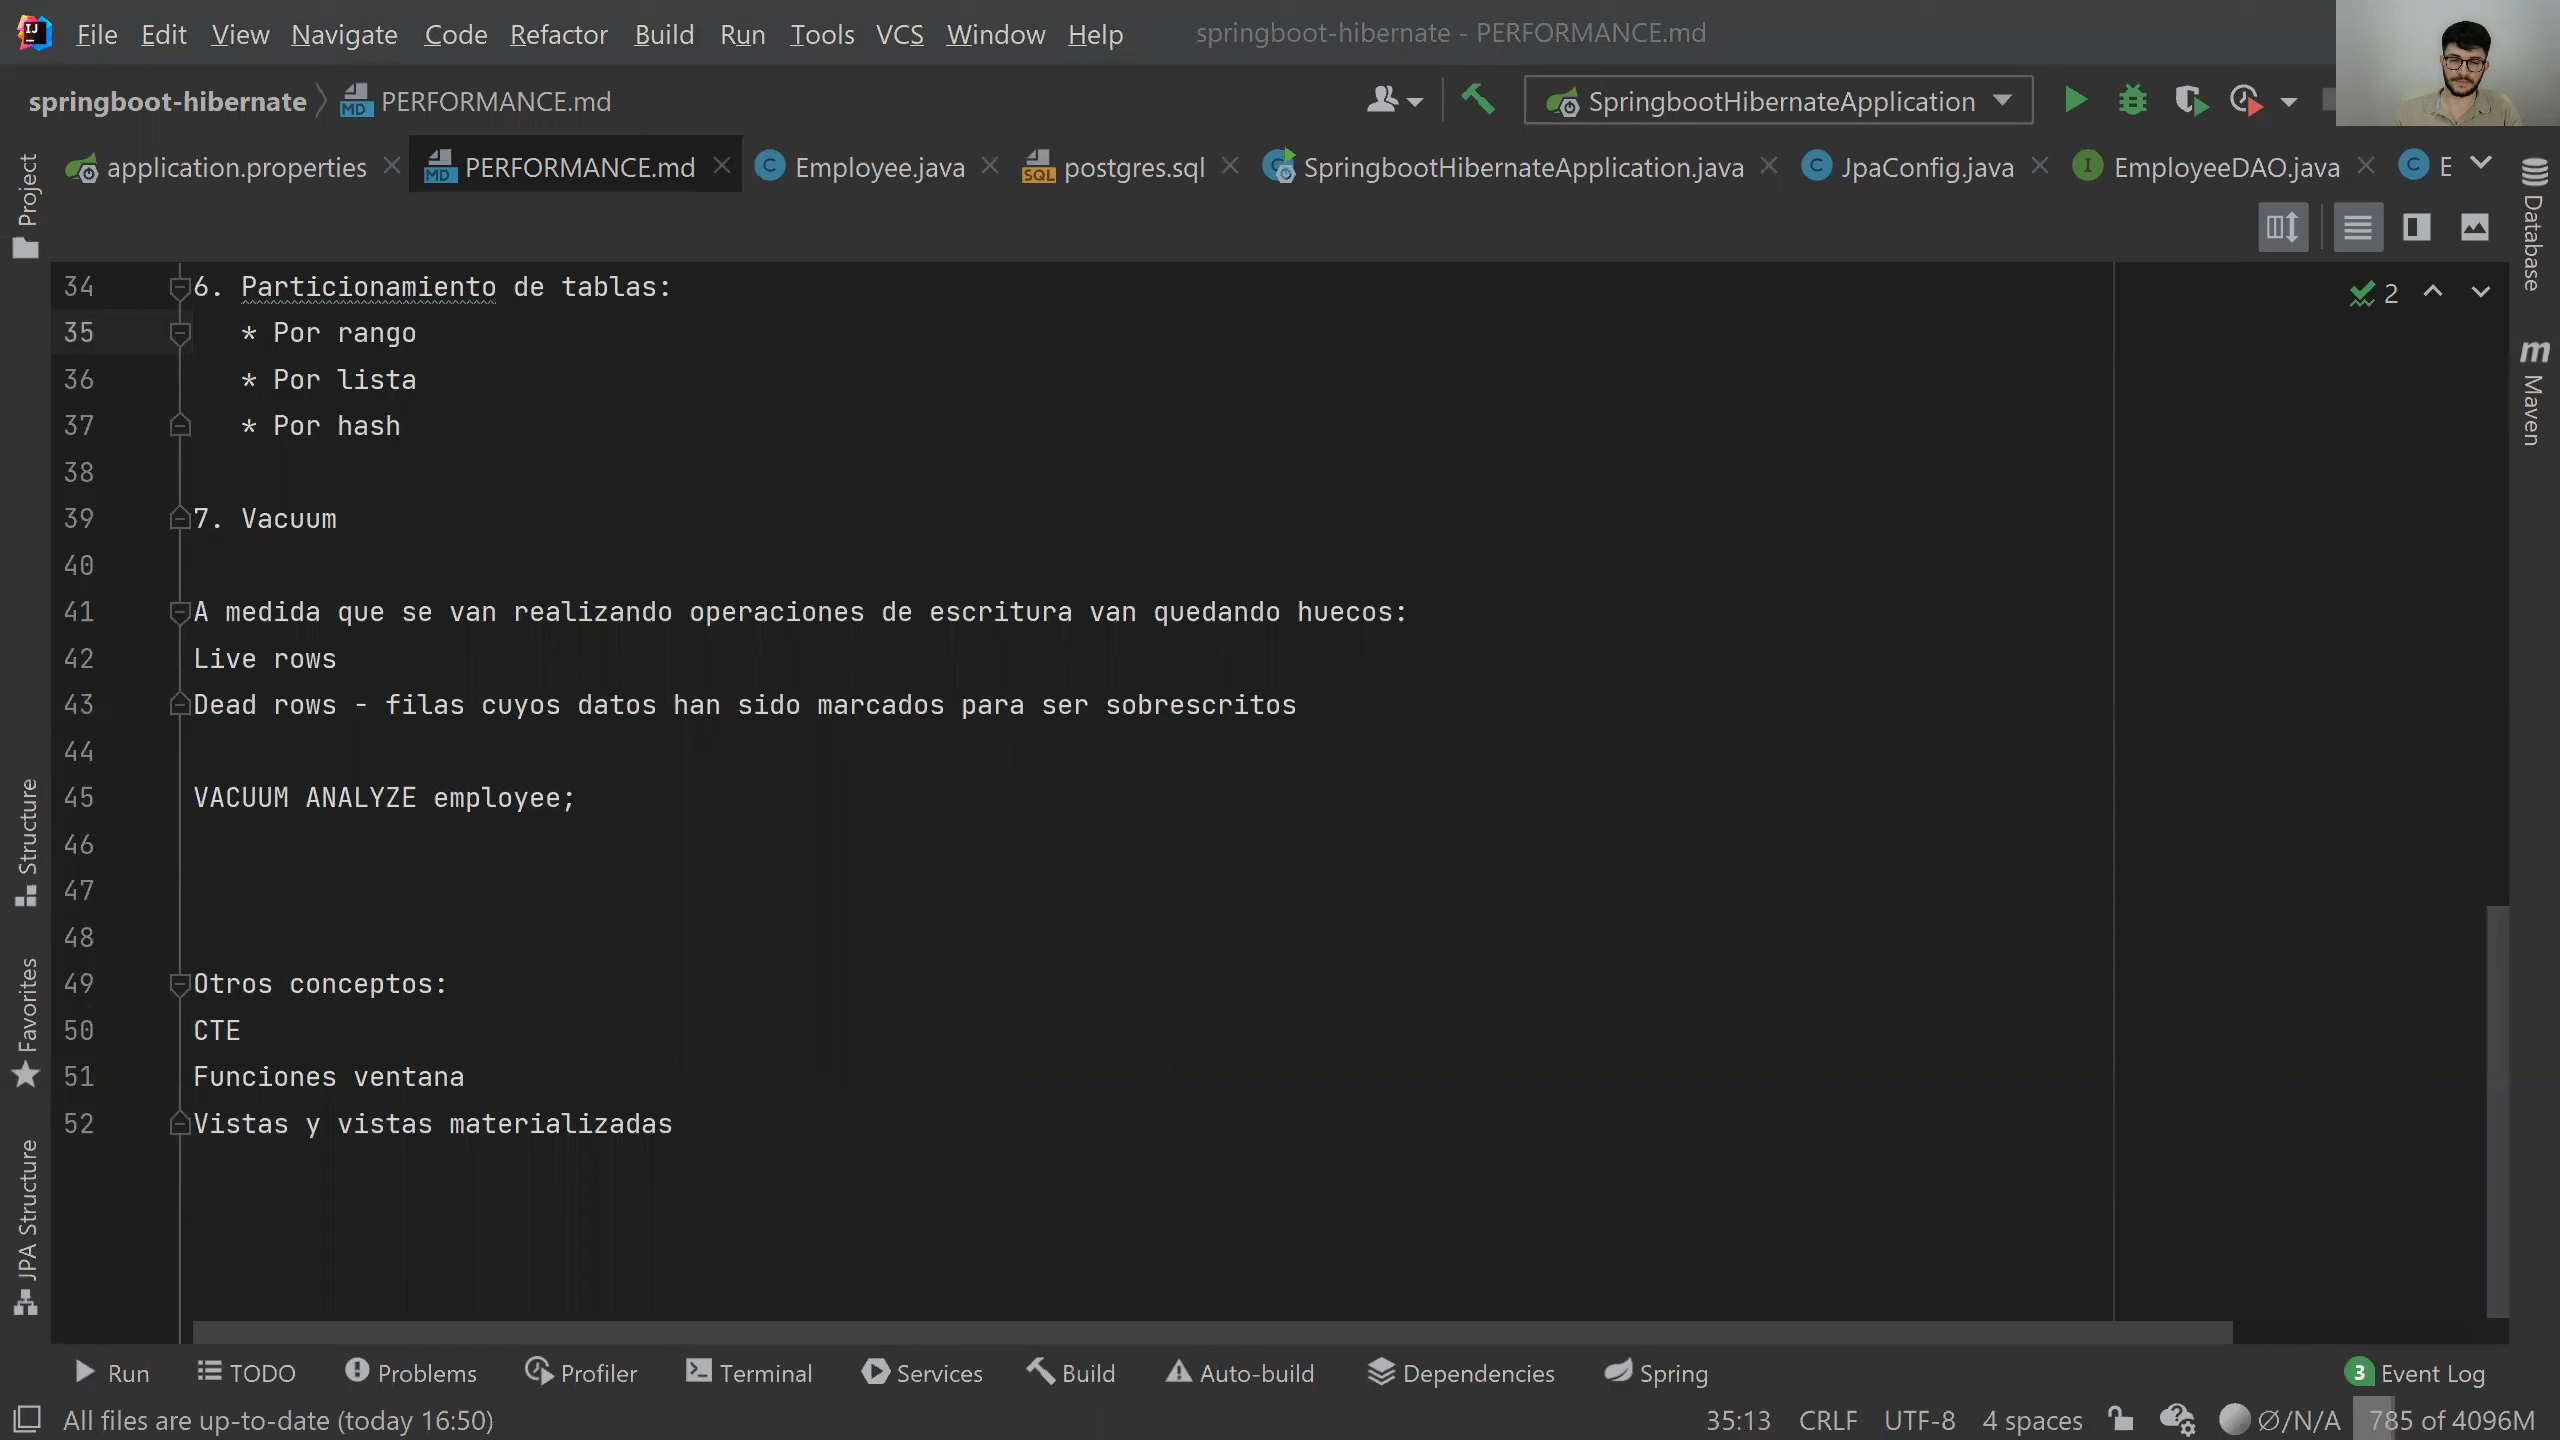 File Edit View Navigate Code Refactor Build Run Tools VCS Window Help springboot-hibernate - PERFORMANCE.md
springboot-hibernate PERFORMANCE.md SpringbootHibernateApplication
application.properties PERFORMANCE.md Employee.java postgres.sql SpringbootHibernateApplication.java JpaConfig.java EmployeeDAO.java E
Project
Structure
Favorites
JPA Structure
Database
Maven
2
34 6. Particionamiento de tablas:
35 * Por rango
36 * Por lista
37 * Por hash
38
39 7. Vacuum
40
41 A medida que se van realizando operaciones de escritura van quedando huecos:
42 Live rows
43 Dead rows - filas cuyos datos han sido marcados para ser sobrescritos
44
45 VACUUM ANALYZE employee;
46
47
48
49 Otros conceptos:
50 CTE
51 Funciones ventana
52 Vistas y vistas materializadas
Run TODO Problems Profiler Terminal Services Build Auto-build Dependencies Spring 3 Event Log
All files are up-to-date (today 16:50) 35:13 CRLF UTF-8 4 spaces Ø/N/A 785 of 4096M